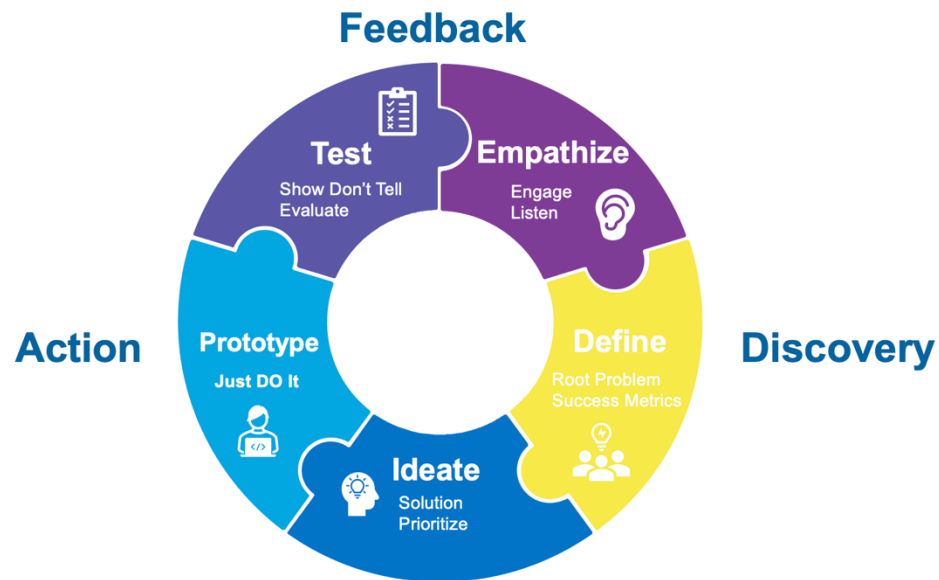 Feedback
Test
Show Don't Tell
Evaluate
Empathize
Engage
Listen
Action
Prototype
Just DO It
</>
Define
Root Problem
Success Metrics
Discovery
Ideate
Solution
Prioritize